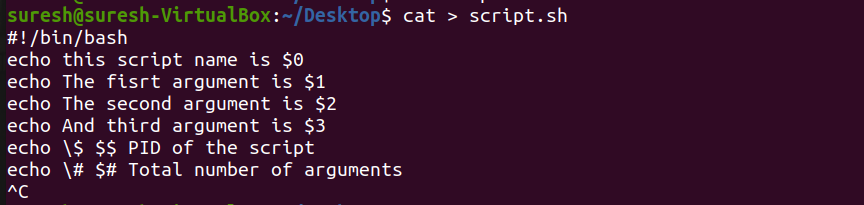 suresh@suresh-VirtualBox:~/Desktop$ cat > script.sh
#!/bin/bash
echo this script name is $0
echo The fisrt argument is $1
echo The second argument is $2
echo And third argument is $3
echo \$ $$ PID of the script
echo \# $# Total number of arguments
^C